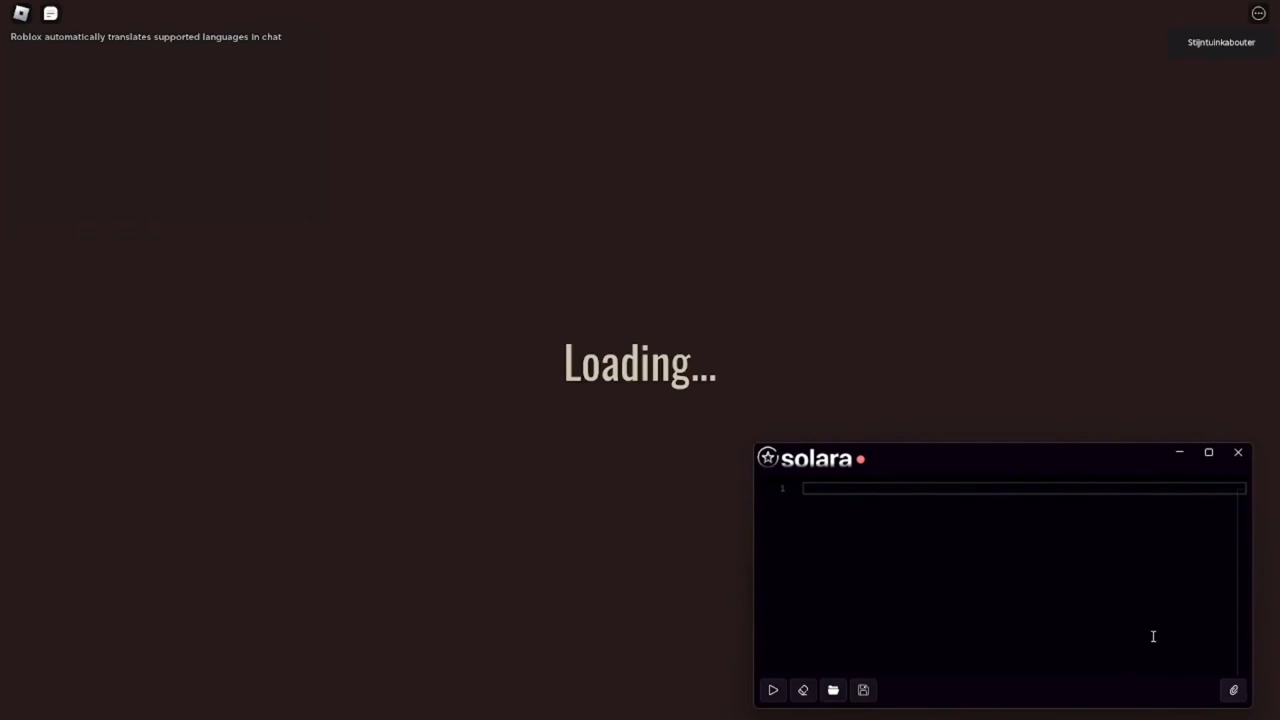 Roblox automatically translates supported languages in chat
Stijntuinkabouter
Loading...
solara
1